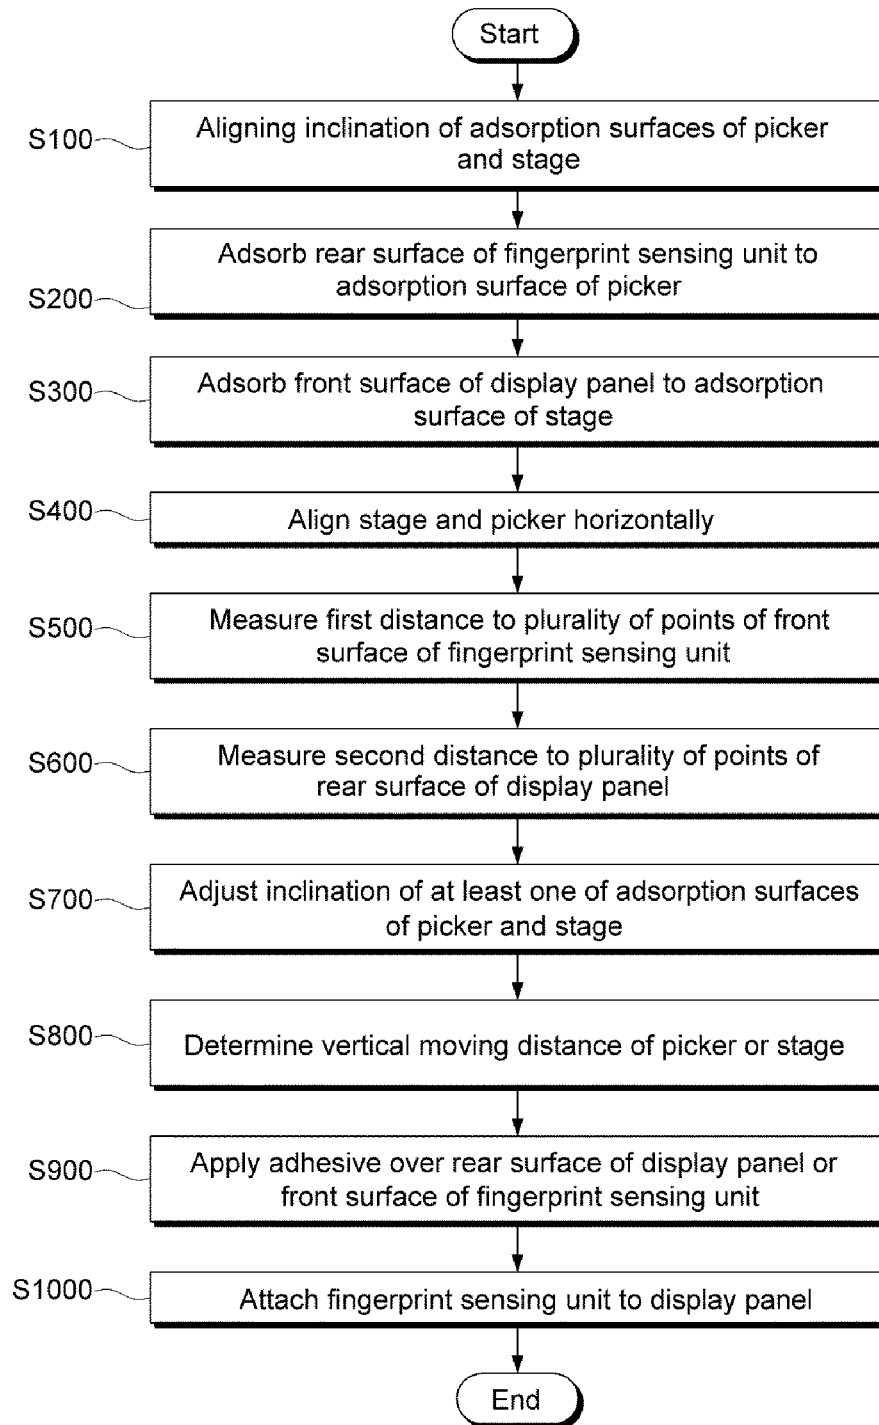 Start
S100
Aligning inclination of adsorption surfaces of picker
and stage
S200
Adsorb rear surface of fingerprint sensing unit to
adsorption surface of picker
S300
Adsorb front surface of display panel to adsorption
surface of stage
S400
Align stage and picker horizontally
S500
Measure first distance to plurality of points of front
surface of fingerprint sensing unit
S600
Measure second distance to plurality of points of
rear surface of display panel
S700
Adjust inclination of at least one of adsorption surfaces
of picker and stage
S800
Determine vertical moving distance of picker or stage
S900
Apply adhesive over rear surface of display panel or
front surface of fingerprint sensing unit
S1000
Attach fingerprint sensing unit to display panel
End